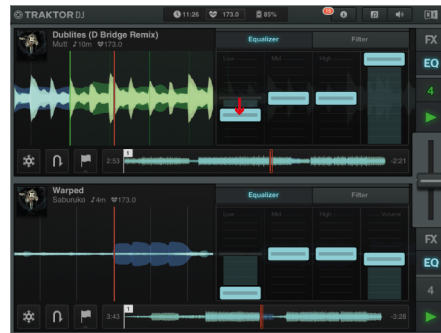 TRAKTOR DJ
11:26 173.0 85%
Dublites (D Bridge Remix)
Mutt ♪10m 173.0
Equalizer Filter
FX
Low Mid High
EQ
4
1
2:53 -2:21
Warped
Saburuko ♪4m 173.0
Equalizer Filter
Low Mid High Volume
FX
EQ
4
1
3:43 -3:28